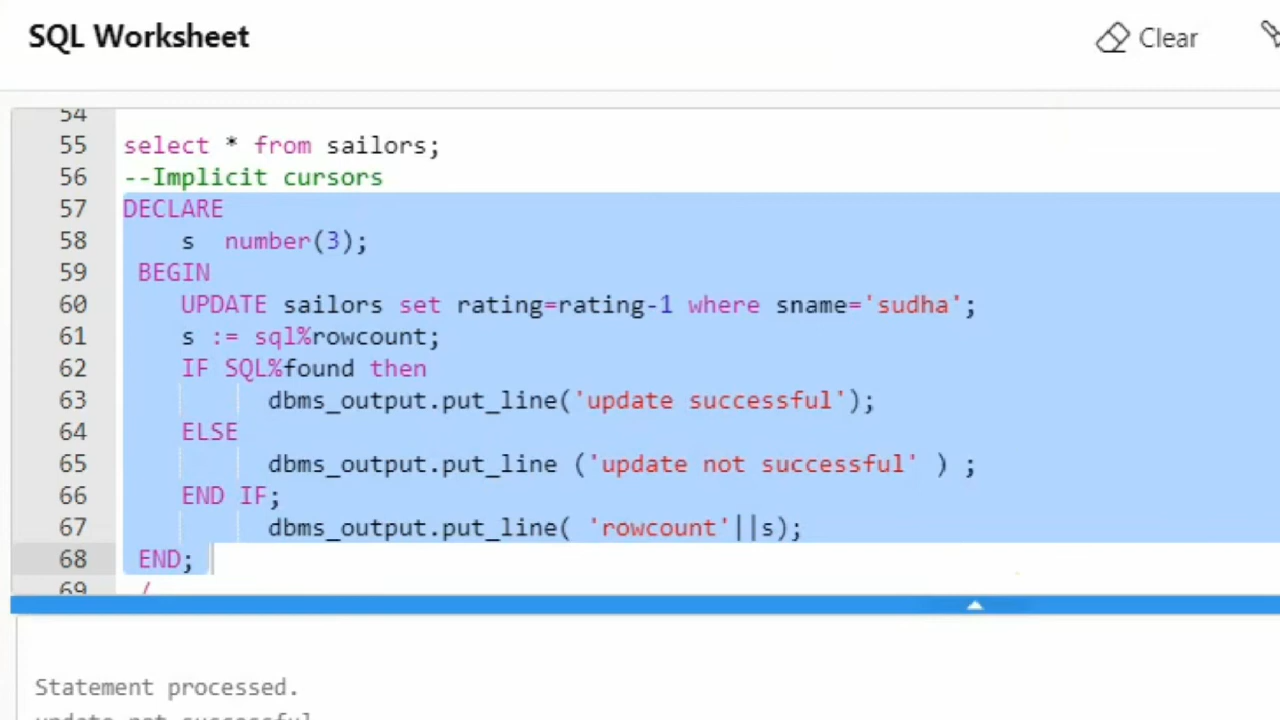 SQL Worksheet
Clear
54
55 select * from sailors;
56 --Implicit cursors
57 DECLARE
58 s number(3);
59 BEGIN
60 UPDATE sailors set rating=rating-1 where sname='sudha';
61 s := sql%rowcount;
62 IF SQL%found then
63 dbms_output.put_line('update successful');
64 ELSE
65 dbms_output.put_line ('update not successful' ) ;
66 END IF;
67 dbms_output.put_line( 'rowcount'||s);
68 END;
69 /
Statement processed.
update not successful